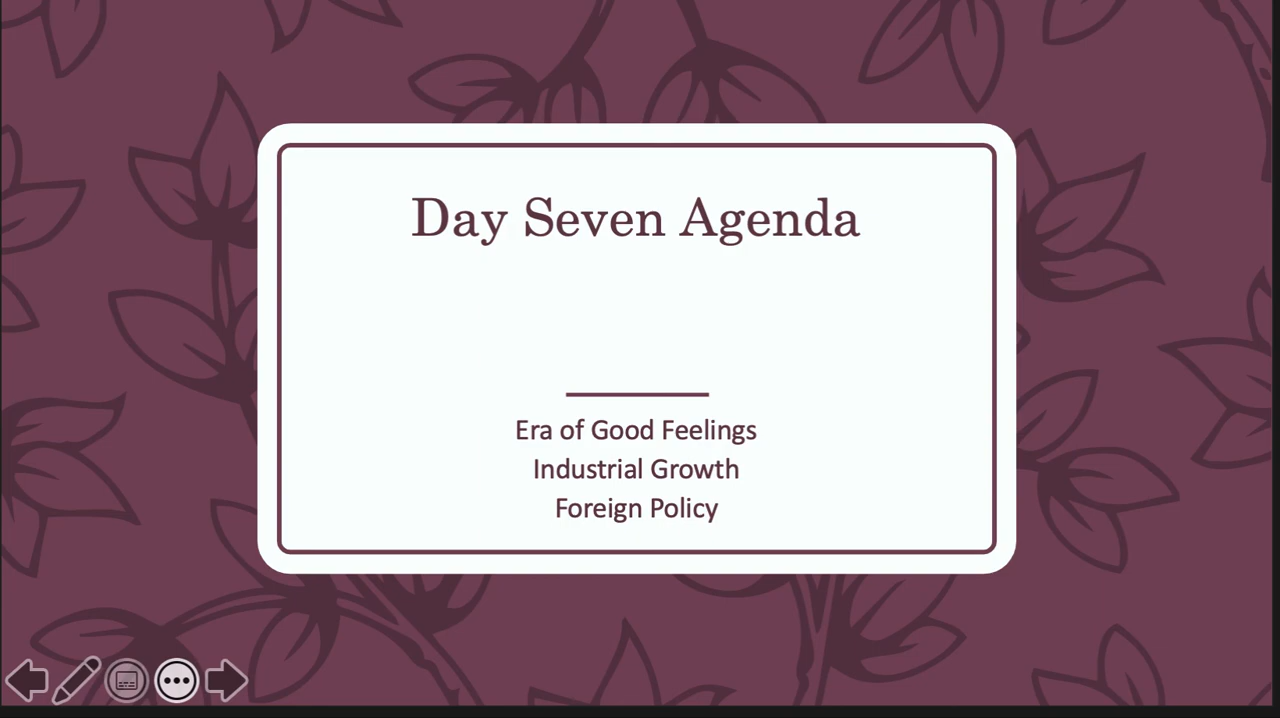 Day Seven Agenda
Era of Good Feelings
Industrial Growth
Foreign Policy